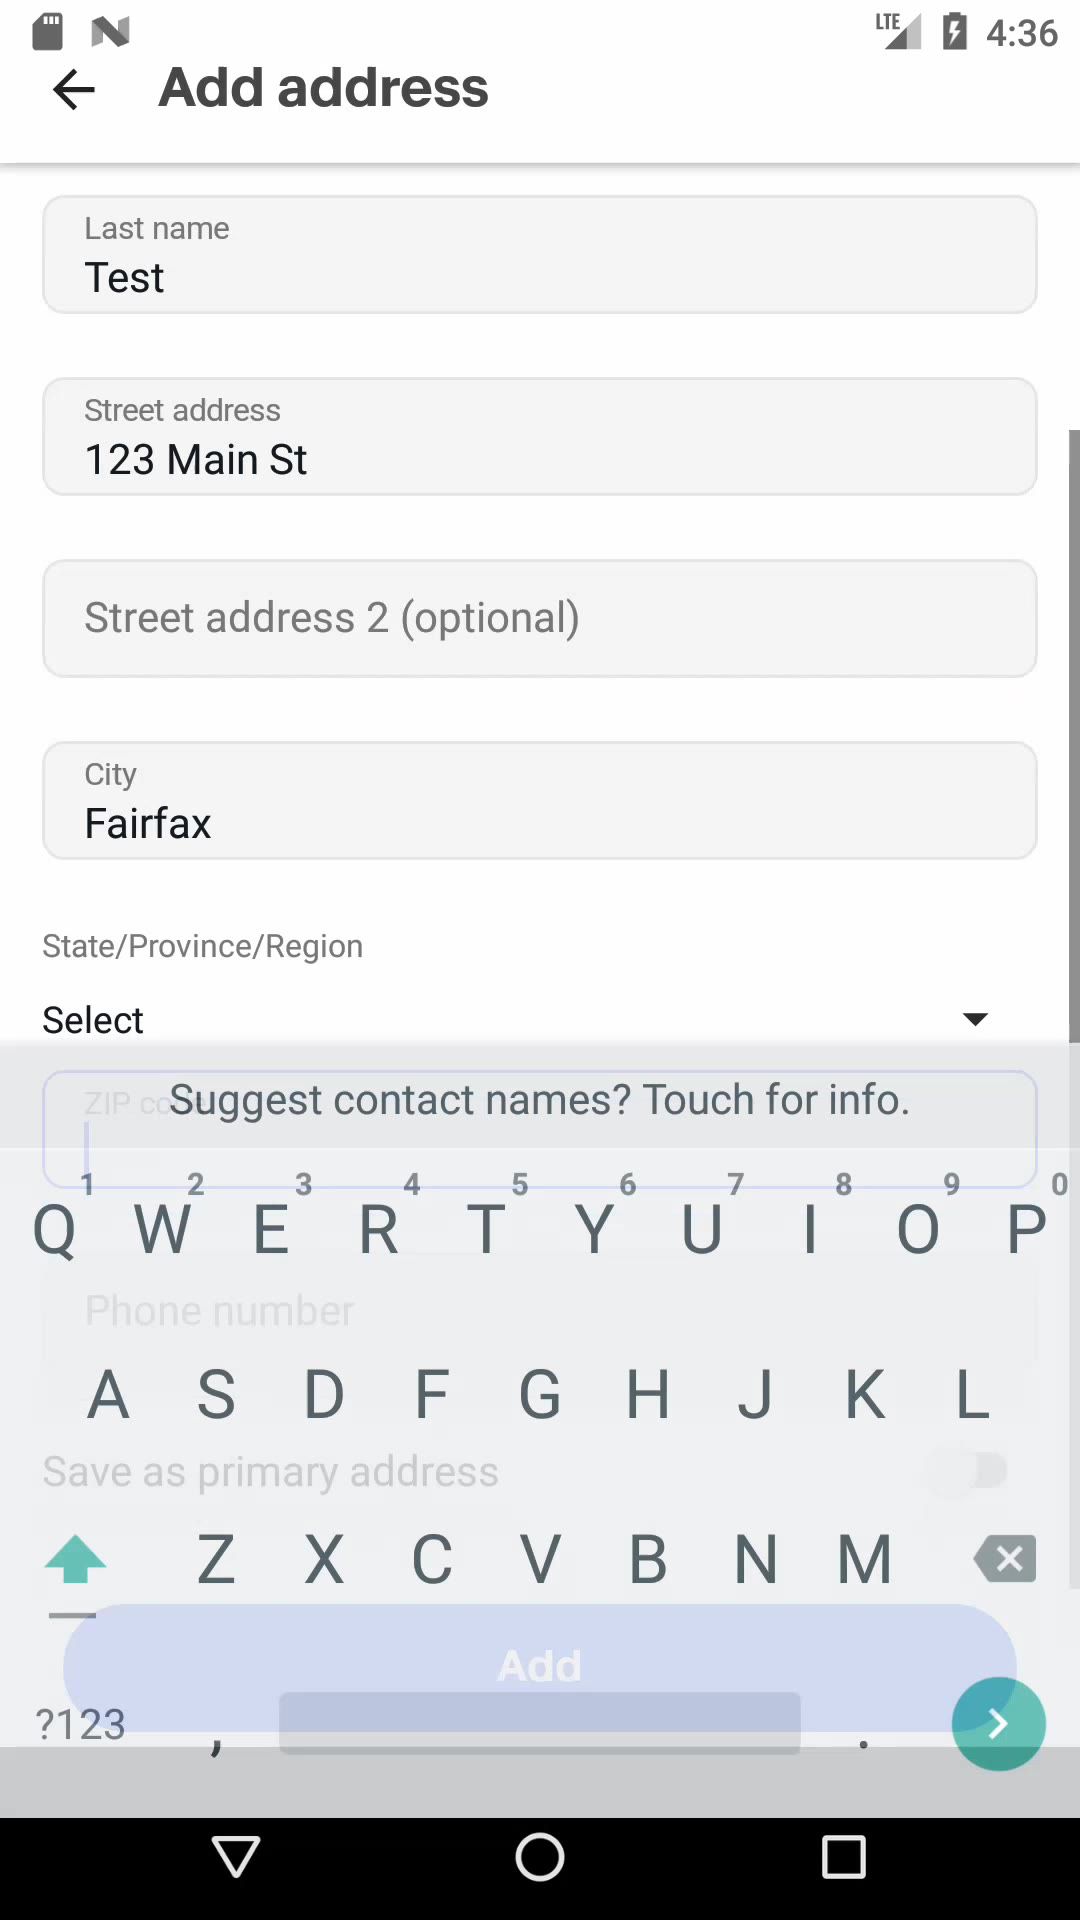 LTE 4:36
Add address
Last name
Test
Street address
123 Main St
Street address 2 (optional)
City
Fairfax
State/Province/Region
Select
ZIP code
Suggest contact names? Touch for info.
1 2 3 4 5 6 7 8 9 0
Q W E R T Y U I O P
Phone number
A S D F G H J K L
Save as primary address
Z X C V B N M
Add
?123 , .